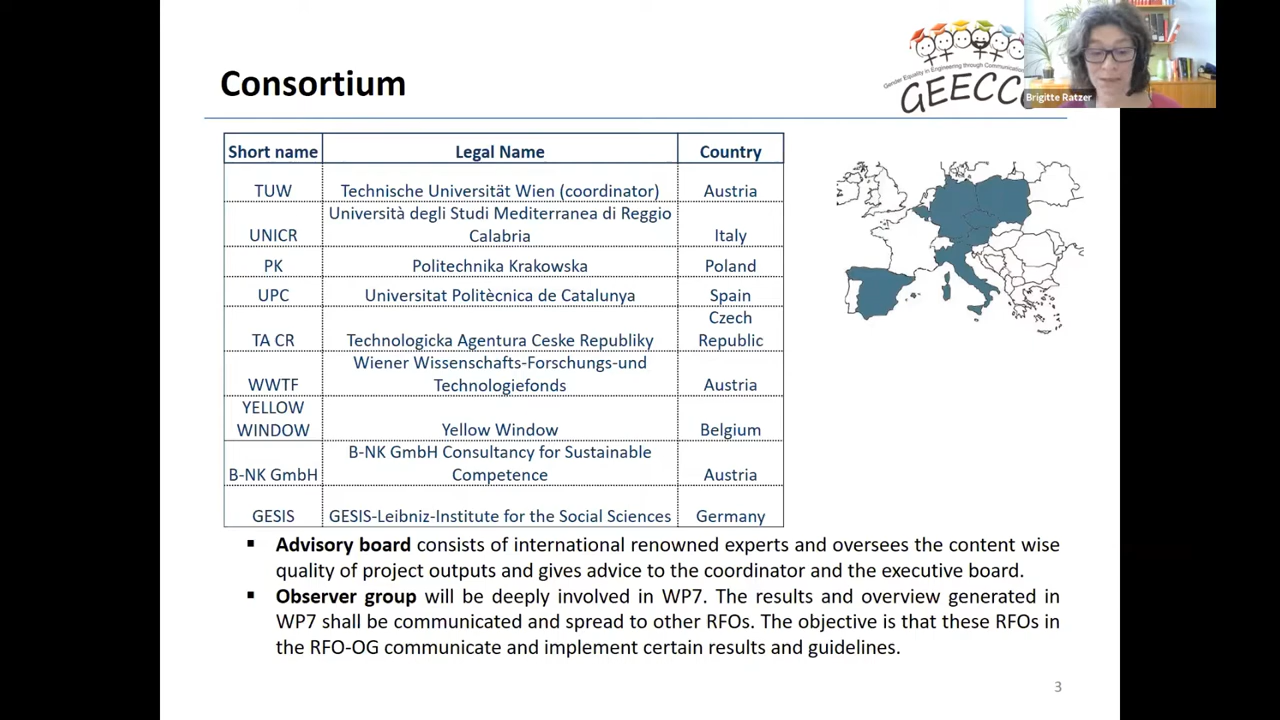 Consortium
Gender Equality in Engineering through Communication
GEECC
Brigitte Ratzer
Short name Legal Name Country
TUW Technische Universität Wien (coordinator) Austria
Università degli Studi Mediterranea di Reggio
UNICR Calabria Italy
PK Politechnika Krakowska Poland
UPC Universitat Politècnica de Catalunya Spain
Czech
TA CR Technologicka Agentura Ceske Republiky Republic
Wiener Wissenschafts-Forschungs-und
WWTF Technologiefonds Austria
YELLOW
WINDOW Yellow Window Belgium
B-NK GmbH Consultancy for Sustainable
B-NK GmbH Competence Austria
GESIS GESIS-Leibniz-Institute for the Social Sciences Germany
▪ Advisory board consists of international renowned experts and oversees the content wise
quality of project outputs and gives advice to the coordinator and the executive board.
▪ Observer group will be deeply involved in WP7. The results and overview generated in
WP7 shall be communicated and spread to other RFOs. The objective is that these RFOs in
the RFO-OG communicate and implement certain results and guidelines.
3